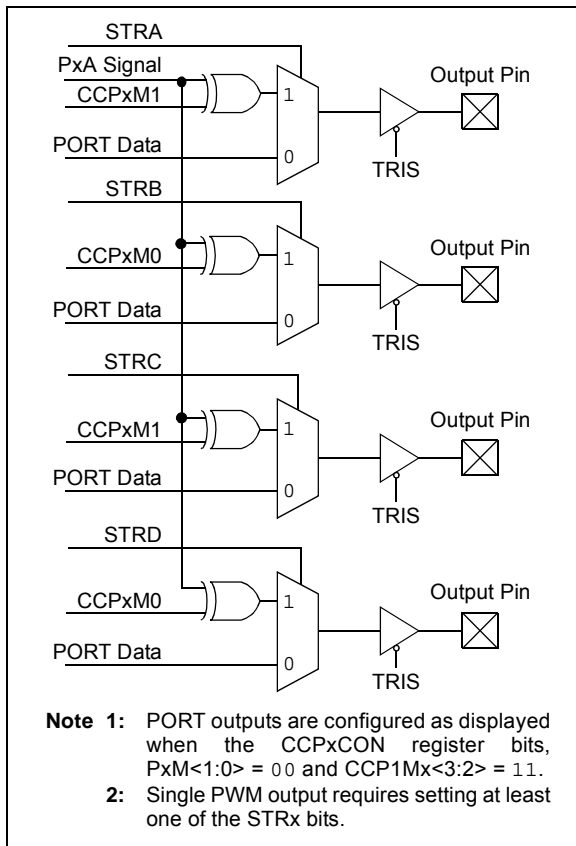 STRA
PxA Signal
Output Pin
CCPxM1
1
PORT Data
0
TRIS
STRB
Output Pin
CCPxM0
1
PORT Data
0
TRIS
STRC
Output Pin
CCPxM1
1
PORT Data
0
TRIS
STRD
Output Pin
CCPxM0
1
PORT Data
0
TRIS
Note 1: PORT outputs are configured as displayed
when the CCPxCON register bits,
PxM<1:0> = 00 and CCP1Mx<3:2> = 11.
2: Single PWM output requires setting at least
one of the STRx bits.